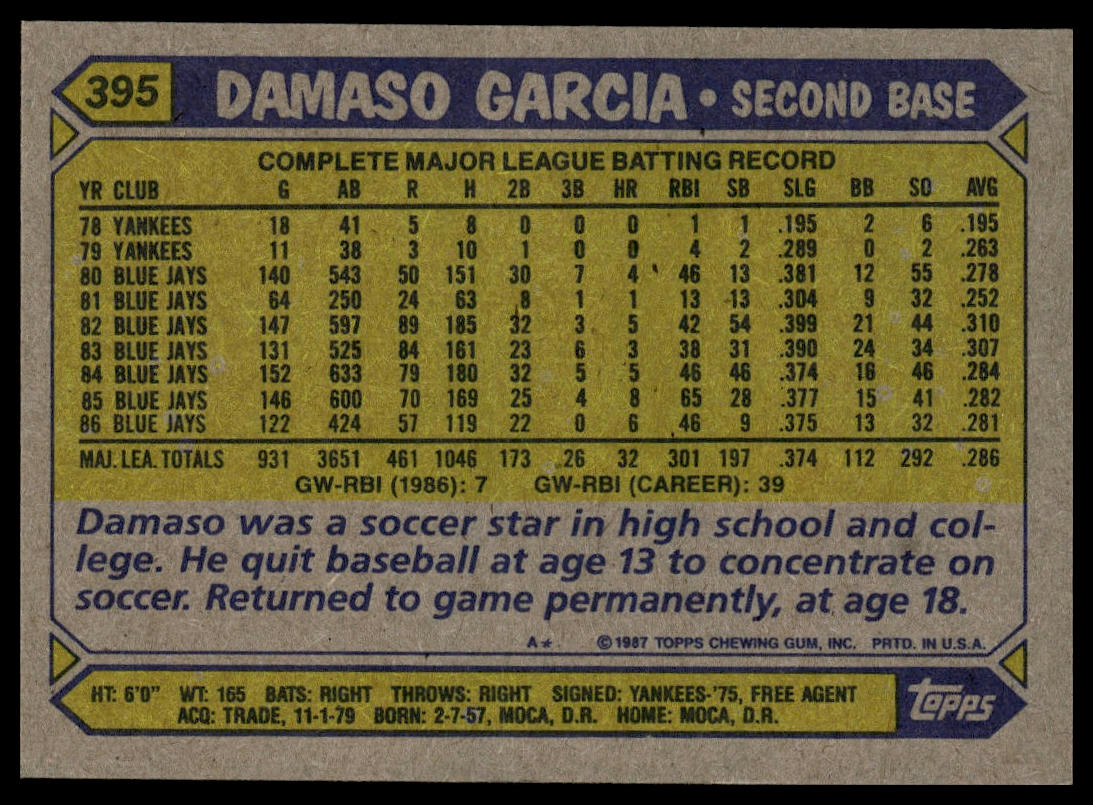 395 DAMASO GARCIA • SECOND BASE
COMPLETE MAJOR LEAGUE BATTING RECORD
YR CLUB G AB R H 2B 3B HR RBI SB SLG BB SO AVG
78 YANKEES 18 41 5 8 0 0 0 1 1 .195 2 6 .195
79 YANKEES 11 38 3 10 1 0 0 4 2 .289 0 2 .263
80 BLUE JAYS 140 543 50 151 30 7 4 46 13 .381 12 55 .278
81 BLUE JAYS 64 250 24 63 8 1 1 13 13 .304 9 32 .252
82 BLUE JAYS 147 597 89 185 32 3 5 42 54 .399 21 44 .310
83 BLUE JAYS 131 525 84 161 23 6 3 38 31 .390 24 34 .307
84 BLUE JAYS 152 633 79 180 32 5 5 46 46 .374 16 46 .284
85 BLUE JAYS 146 600 70 169 25 4 8 65 28 .377 15 41 .282
86 BLUE JAYS 122 424 57 119 22 0 6 46 9 .375 13 32 .281
MAJ. LEA. TOTALS 931 3651 461 1046 173 26 32 301 197 .374 112 292 .286
GW-RBI (1986): 7 GW-RBI (CAREER): 39
Damaso was a soccer star in high school and col-
lege. He quit baseball at age 13 to concentrate on
soccer. Returned to game permanently, at age 18.
A* ©1987 TOPPS CHEWING GUM, INC. PRTD. IN U.S.A.
HT: 6'0" WT: 165 BATS: RIGHT THROWS: RIGHT SIGNED: YANKEES-'75, FREE AGENT
ACQ: TRADE, 11-1-79 BORN: 2-7-57, MOCA, D.R. HOME: MOCA, D.R.
topps